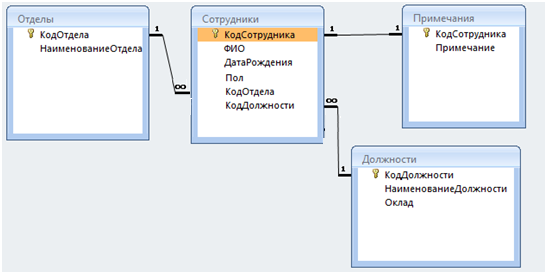 Отделы
КодОтдела
НаименованиеОтдела
1
∞
Сотрудники
КодСотрудника
ФИО
ДатаРождения
Пол
КодОтдела
КодДолжности
1
1
∞
1
Примечания
КодСотрудника
Примечание
Должности
КодДолжности
НаименованиеДолжности
Оклад